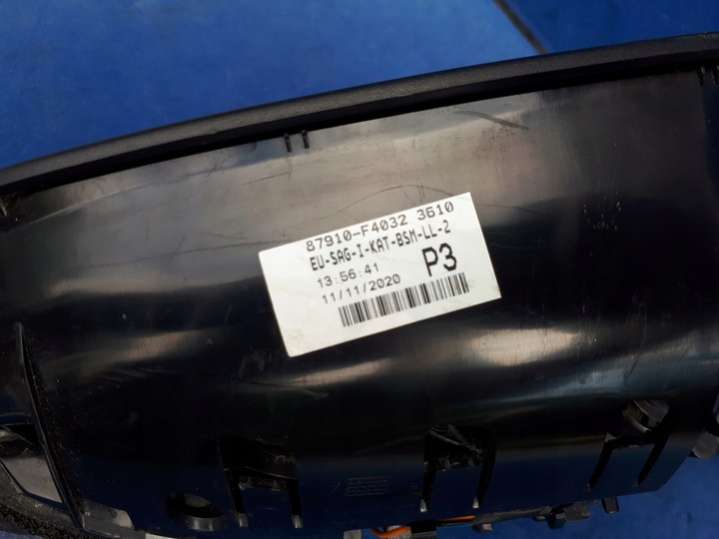 87910-F4032 3610
EU-SAG-I-KAT-BSM-LL-2
13:56:41
11/11/2020
P3